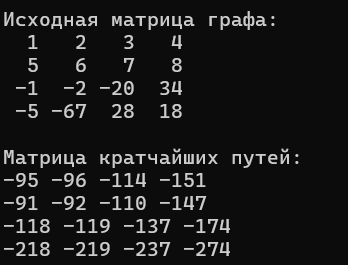 Исходная матрица графа:
1 2 3 4
5 6 7 8
-1 -2 -20 34
-5 -67 28 18
Матрица кратчайших путей:
-95 -96 -114 -151
-91 -92 -110 -147
-118 -119 -137 -174
-218 -219 -237 -274